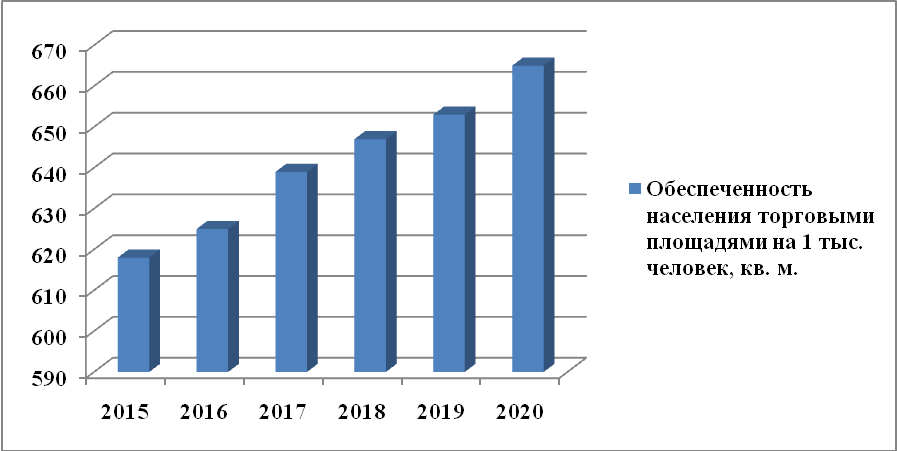 670
660
650
640
630
620
610
600
590
2015 2016 2017 2018 2019 2020
Обеспеченность
населения торговыми
площадями на 1 тыс.
человек, кв. м.